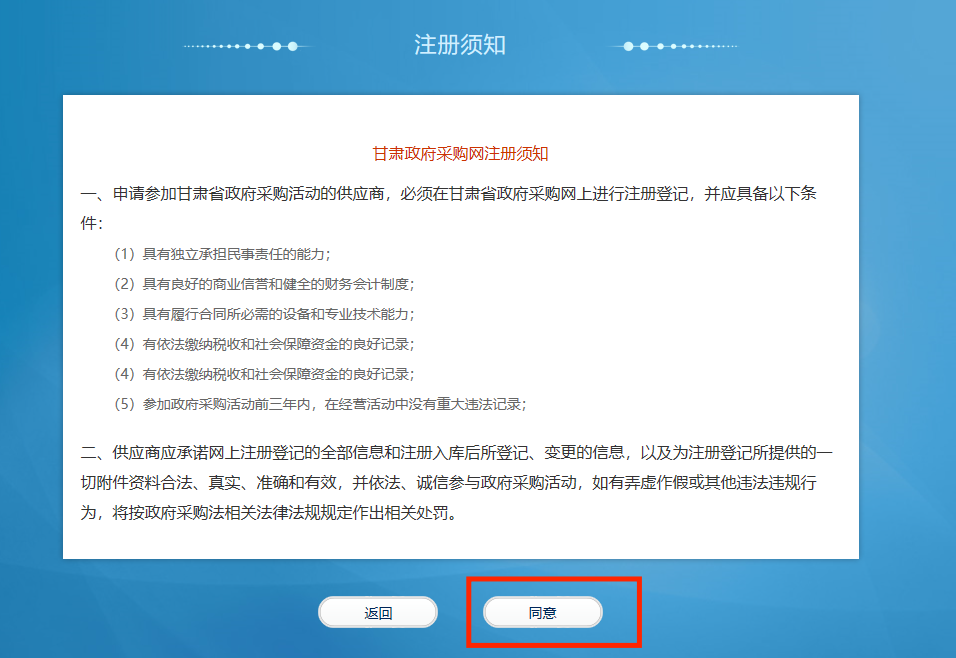 注册须知
甘肃政府采购网注册须知
一、申请参加甘肃省政府采购活动的供应商，必须在甘肃省政府采购网上进行注册登记，并应具备以下条
件：
（1）具有独立承担民事责任的能力；
（2）具有良好的商业信誉和健全的财务会计制度；
（3）具有履行合同所必需的设备和专业技术能力；
（4）有依法缴纳税收和社会保障资金的良好记录；
（4）有依法缴纳税收和社会保障资金的良好记录；
（5）参加政府采购活动前三年内，在经营活动中没有重大违法记录；
二、供应商应承诺网上注册登记的全部信息和注册入库后所登记、变更的信息，以及为注册登记所提供的一
切附件资料合法、真实、准确和有效，并依法、诚信参与政府采购活动，如有弄虚作假或其他违法违规行
为，将按政府采购法相关法律法规规定作出相关处罚。
返回
同意